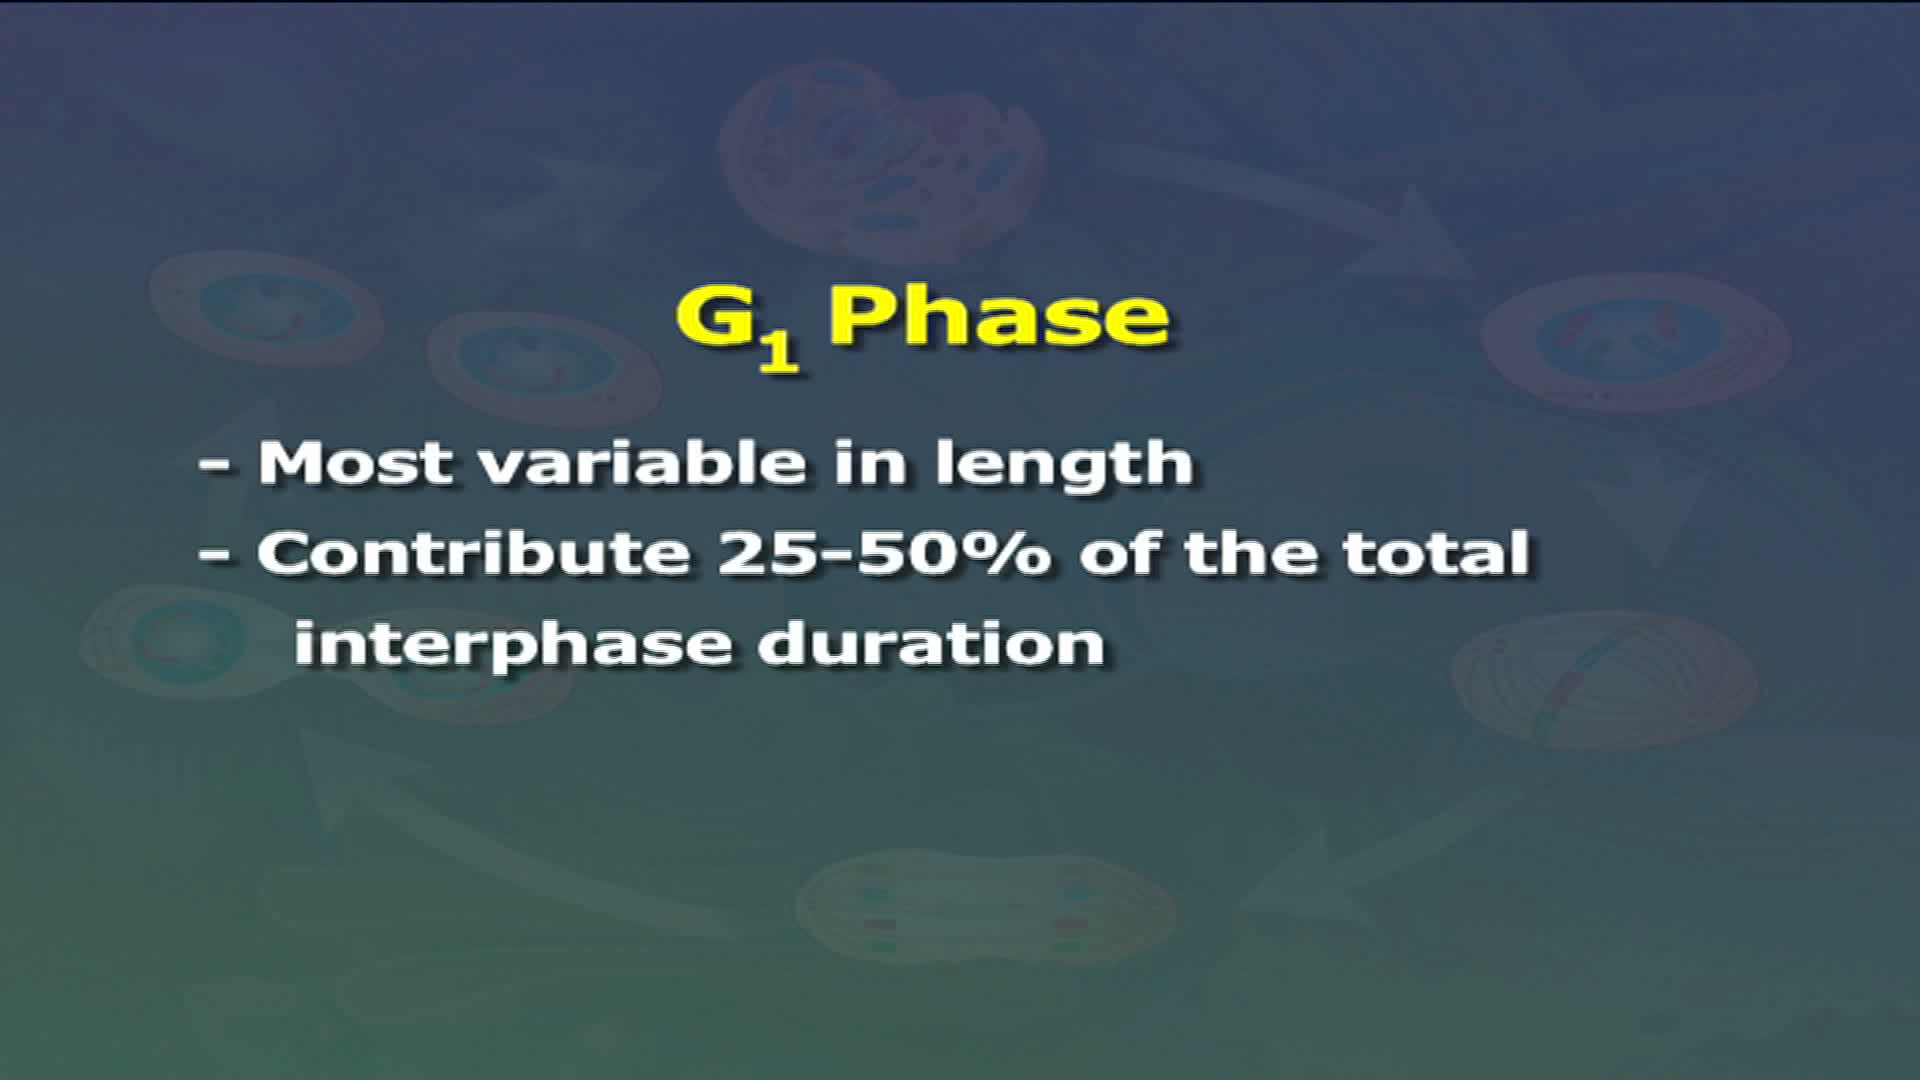 G₁ Phase
– Most variable in length
– Contribute 25–50% of the total
interphase duration